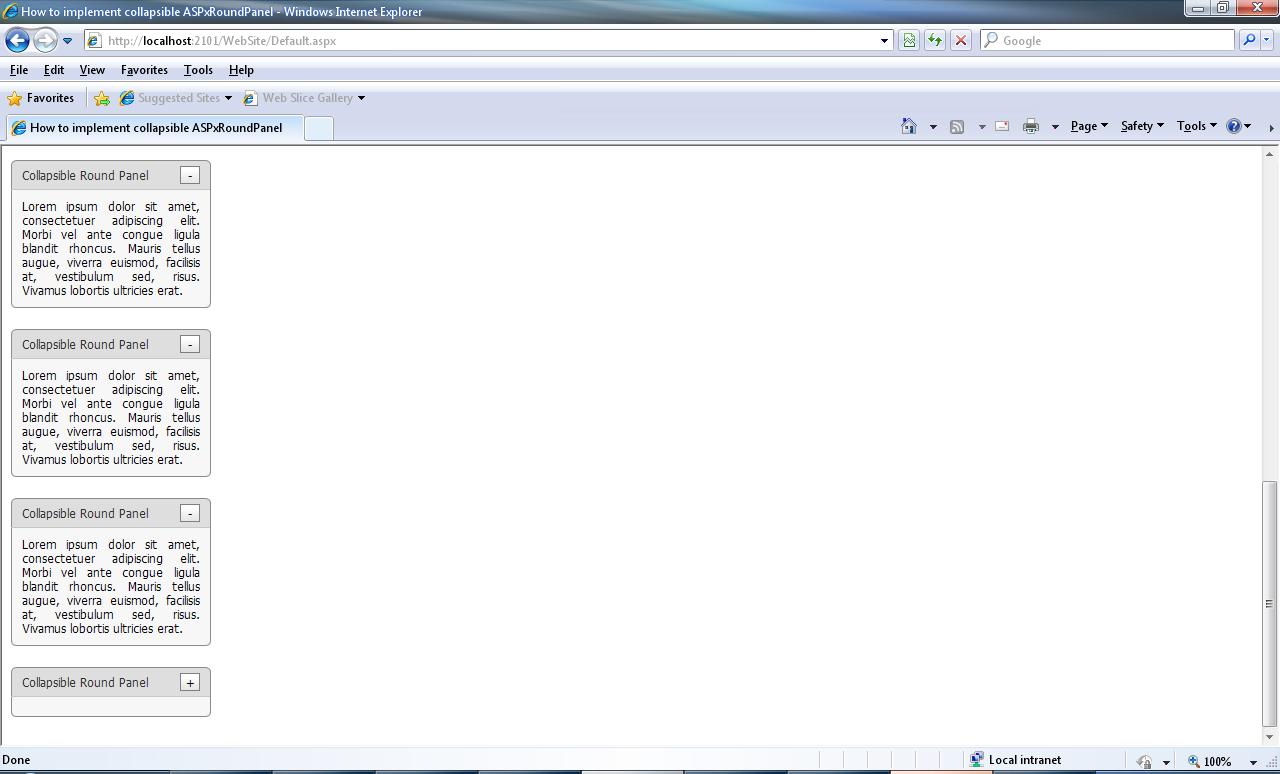 How to implement collapsible ASPxRoundPanel - Windows Internet Explorer
http://localhost:2101/WebSite/Default.aspx
Google
File Edit View Favorites Tools Help
Favorites Suggested Sites Web Slice Gallery
How to implement collapsible ASPxRoundPanel
Page Safety Tools
Collapsible Round Panel -
Lorem ipsum dolor sit amet,
consectetuer adipiscing elit.
Morbi vel ante congue ligula
blandit rhoncus. Mauris tellus
augue, viverra euismod, facilisis
at, vestibulum sed, risus.
Vivamus lobortis ultricies erat.
Collapsible Round Panel -
Lorem ipsum dolor sit amet,
consectetuer adipiscing elit.
Morbi vel ante congue ligula
blandit rhoncus. Mauris tellus
augue, viverra euismod, facilisis
at, vestibulum sed, risus.
Vivamus lobortis ultricies erat.
Collapsible Round Panel -
Lorem ipsum dolor sit amet,
consectetuer adipiscing elit.
Morbi vel ante congue ligula
blandit rhoncus. Mauris tellus
augue, viverra euismod, facilisis
at, vestibulum sed, risus.
Vivamus lobortis ultricies erat.
Collapsible Round Panel +
Done
Local intranet
100%